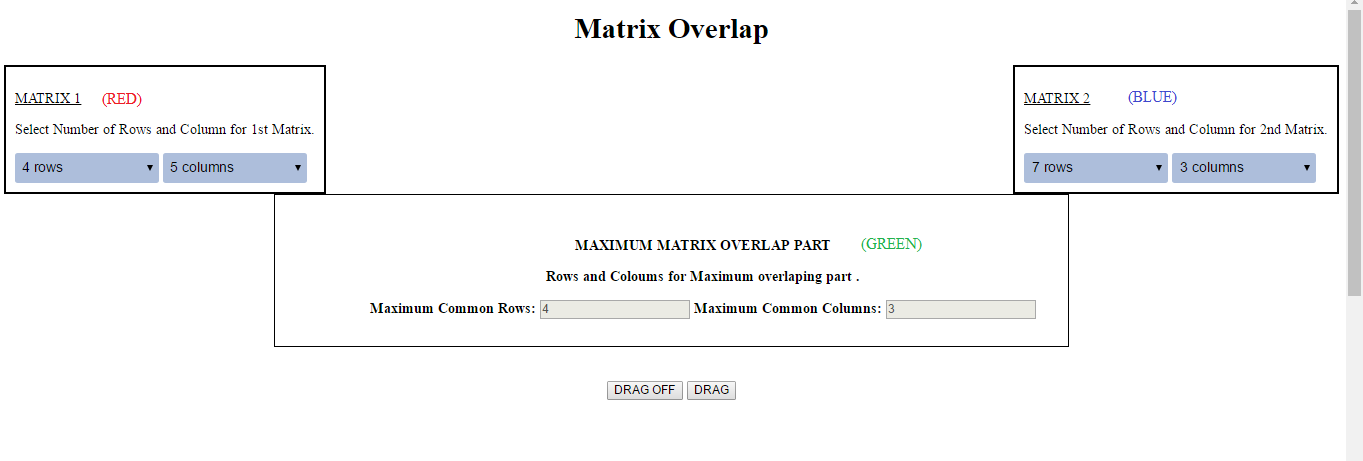 Matrix Overlap
MATRIX 1 (RED)
Select Number of Rows and Column for 1st Matrix.
4 rows 5 columns
MATRIX 2 (BLUE)
Select Number of Rows and Column for 2nd Matrix.
7 rows 3 columns
MAXIMUM MATRIX OVERLAP PART (GREEN)
Rows and Coloums for Maximum overlaping part .
Maximum Common Rows: 4 Maximum Common Columns: 3
DRAG OFF DRAG